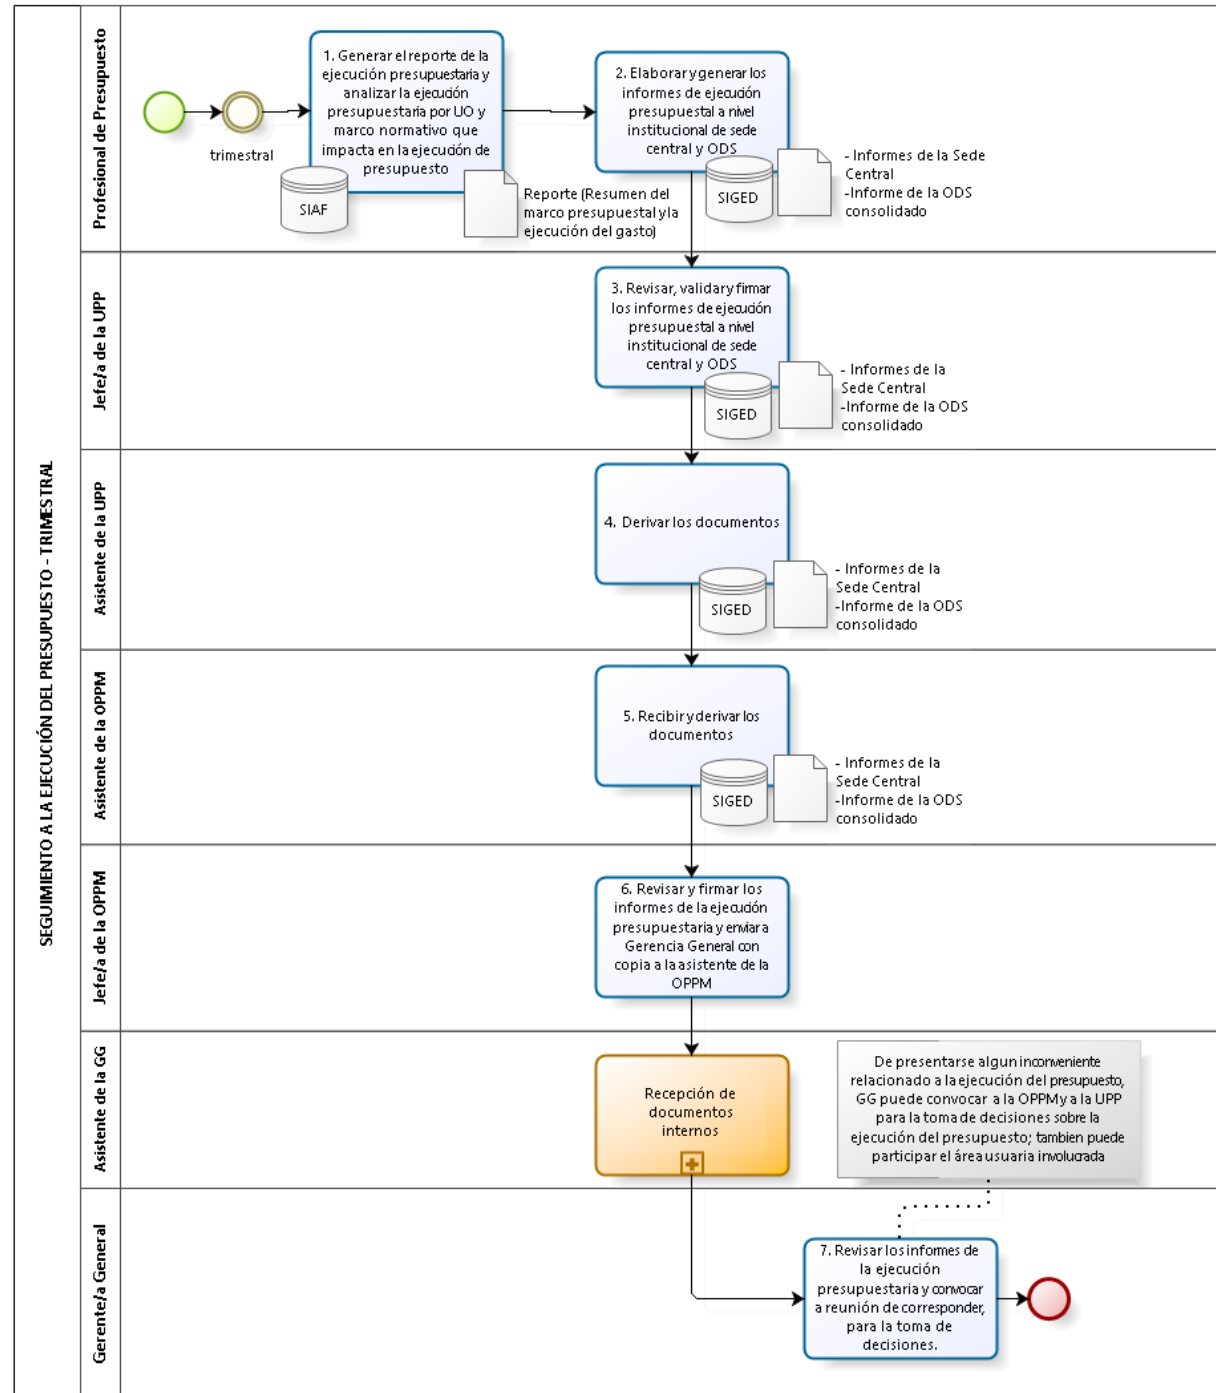 SEGUIMIENTO A LA EJECUCIÓN DEL PRESUPUESTO - TRIMESTRAL
Profesional de Presupuesto
trimestral
1. Generar el reporte de la
ejecución presupuestaria y
analizar la ejecución
presupuestaria por UO y
marco normativo que
impacta en la ejecución de
presupuesto
SIAF
Reporte (Resumen del
marco presupuestal y la
ejecución del gasto)
2. Elaborar y generar los
informes de ejecución
presupuestal a nivel
institucional de sede
central y ODS
SIGED
- Informes de la Sede
Central
-Informe de la ODS
consolidado
Jefe/a de la UPP
3. Revisar, validar y firmar
los informes de ejecución
presupuestal a nivel
institucional de sede
central y ODS
SIGED
- Informes de la
Sede Central
-Informe de la ODS
consolidado
Asistente de la UPP
4. Derivar los documentos
SIGED
- Informes de la
Sede Central
-Informe de la ODS
consolidado
Asistente de la OPPM
5. Recibir y derivar los
documentos
SIGED
- Informes de la
Sede Central
-Informe de la ODS
consolidado
Jefe/a de la OPPM
6. Revisar y firmar los
informes de la ejecución
presupuestaria y enviar a
Gerencia General con
copia a la asistente de la
OPPM
Asistente de la GG
Recepción de
documentos
internos
De presentarse algun inconveniente
relacionado a la ejecución del presupuesto,
GG puede convocar a la OPPM y a la UPP
para la toma de decisiones sobre la
ejecución del presupuesto; tambien puede
participar el área usuaria involucrada
Gerente/a General
7. Revisar los informes de
la ejecución
presupuestaria y convocar
a reunión de corresponder,
para la toma de
decisiones.